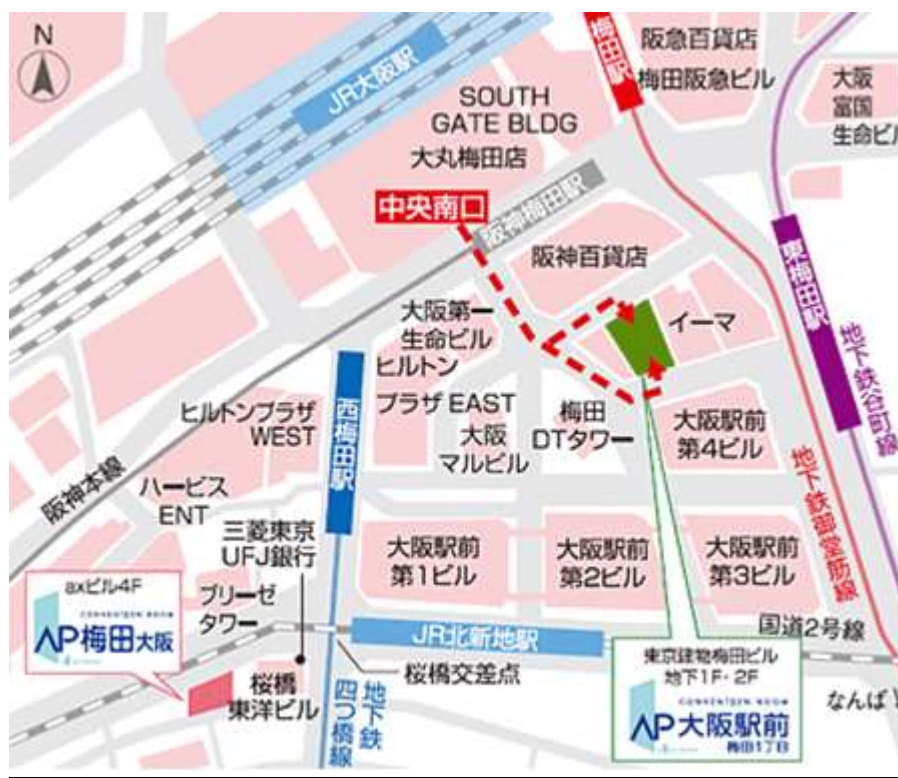 N
JR大阪駅
梅田駅
阪急百貨店
梅田阪急ビル
大阪
富国
生命ビル
SOUTH
GATE BLDG
大丸梅田店
中央南口
阪神梅田駅
阪神百貨店
東梅田駅
イーマ
大阪第一
生命ビル
ヒルトン
プラザ EAST
地下鉄谷町線
西梅田駅
ヒルトンプラザ
WEST
大阪
マルビル
梅田
DTタワー
大阪駅前
第4ビル
阪神本線
ハービス
ENT
地下鉄御堂筋線
三菱東京
UFJ銀行
大阪駅前
第1ビル
大阪駅前
第2ビル
大阪駅前
第3ビル
axビル4F
CONVENTION ROOM
AP梅田大阪
ブリーゼ
タワー
JR北新地駅
国道2号線
桜橋
東洋ビル
桜橋交差点
地下鉄
四つ橋線
東京建物梅田ビル
地下1F・2F
CONVENTION ROOM
AP大阪駅前
梅田1丁目
なんば